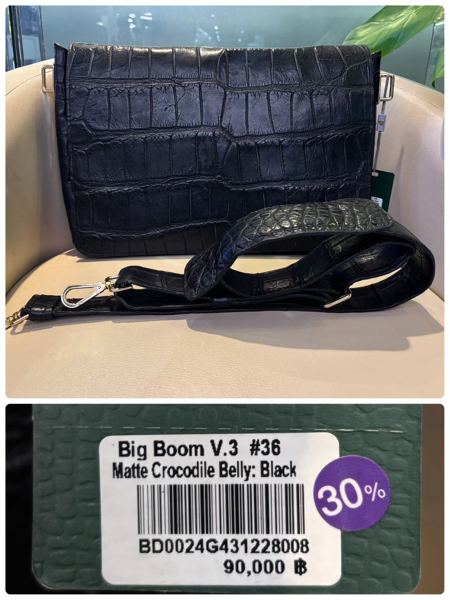 Big Boom V.3 #36
Matte Crocodile Belly: Black
30%
BD0024G431228008
90,000 ฿